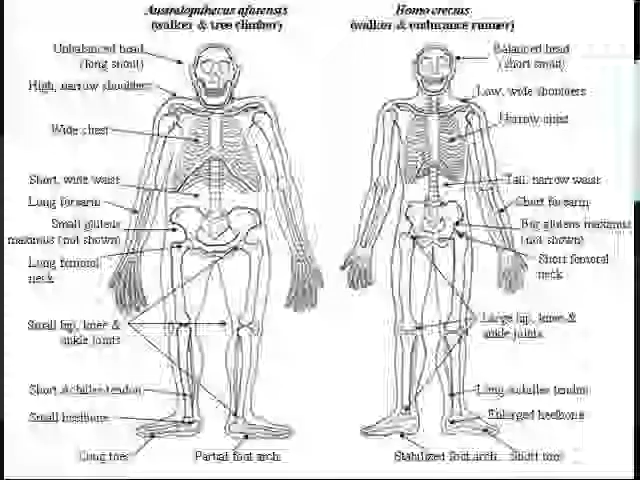 Australopithecus afarensis
(walker & tree climber)
Homo erectus
(walker & endurance runner)
Unbalanced head
(long snout)
High, narrow shoulders
Wide chest
Short, wide waist
Long forearm
Small gluteus
maximus (not shown)
Long femoral
neck
Small hip, knee &
ankle joints
Short Achilles tendon
Small heelbone
Long toes
Partial foot arch
Balanced head
(short snout)
Low, wide shoulders
Narrow chest
Tall, narrow waist
Short forearm
Big gluteus maximus
(not shown)
Short femoral
neck
Large hip, knee &
ankle joints
Long Achilles tendon
Enlarged heelbone
Stabilized foot arch
Short toes